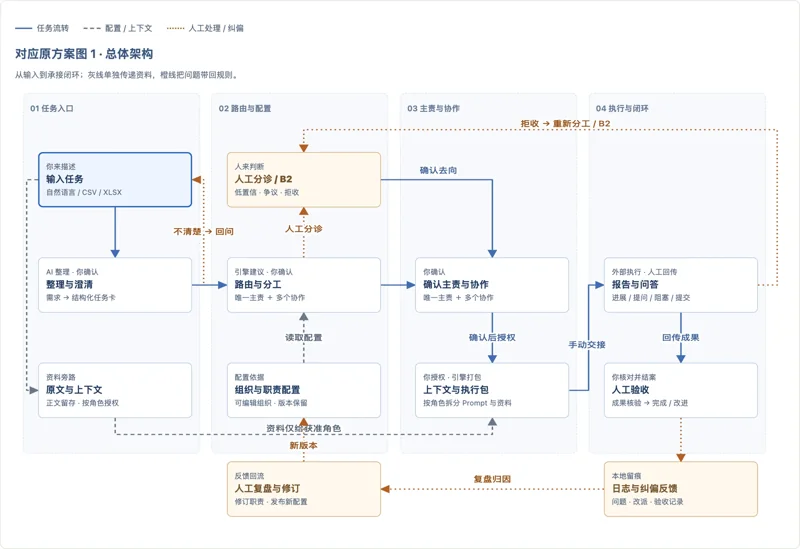 任务流转 配置 / 上下文 人工处理 / 纠偏
对应原方案图 1 · 总体架构
从输入到承接闭环：灰线单独传递资料，橙线把问题带回规则。
01 任务入口
02 路由与配置
03 主责与协作
04 执行与闭环
拒收 → 重新分工 / B2
你来描述
输入任务
自然语言 / CSV / XLSX
人来判断
人工分诊 / B2
低置信 · 争议 · 拒收
确认去向
不清楚 → 回问
人工分诊
AI 整理 · 你确认
整理与澄清
需求 → 结构化任务卡
引擎建议 · 你确认
路由与分工
唯一主责 + 多个协作
你确认
确认主责与协作
唯一主责 + 多个协作
外部执行 · 人工回传
报告与问答
进展 / 提问 / 阻塞 / 提交
读取配置
确认后授权
手动交接
回传成果
资料旁路
原文与上下文
正文留存 · 按角色授权
配置依据
组织与职责配置
可编辑组织 · 版本保留
你授权 · 引擎打包
上下文与执行包
按角色拆分 Prompt 与资料
你核对并结案
人工验收
成果核验 → 完成 / 改进
资料仅给获准角色
新版本
反馈回流
人工复盘与修订
修订职责 · 发布新配置
复盘归因
本地留痕
日志与纠偏反馈
问题 · 改派 · 验收记录